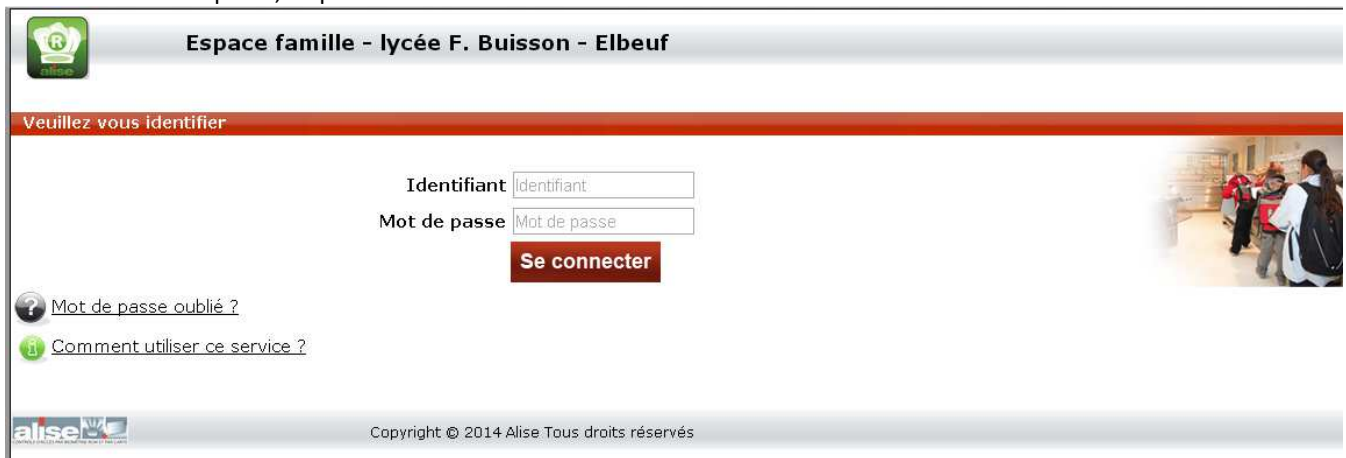 R
alise
Espace famille - lycée F. Buisson - Elbeuf
Veuillez vous identifier
Identifiant Identifiant
Mot de passe Mot de passe
Se connecter
? Mot de passe oublié ?
i Comment utiliser ce service ?
alise
Copyright © 2014 Alise Tous droits réservés